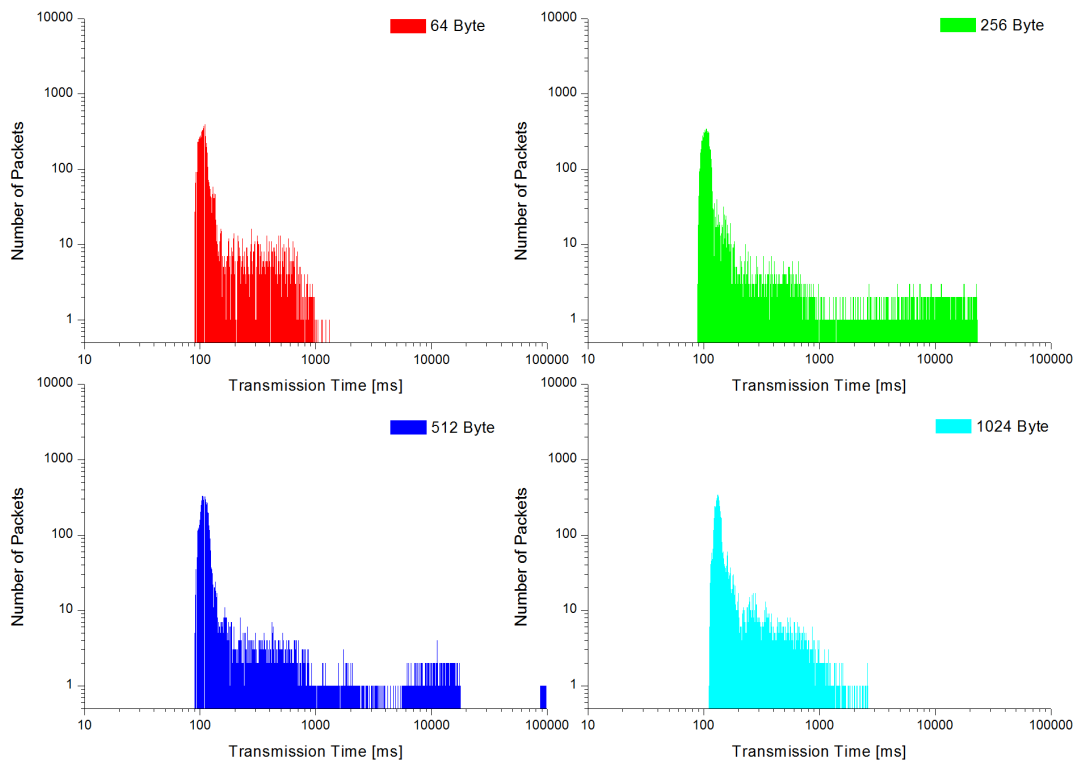 10000
1000
100
10
1
Number of Packets
64 Byte
10 100 1000 10000 100000
Transmission Time [ms]
10000
1000
100
10
1
Number of Packets
256 Byte
10 100 1000 10000 100000
Transmission Time [ms]
10000
1000
100
10
1
Number of Packets
512 Byte
10 100 1000 10000 100000
Transmission Time [ms]
10000
1000
100
10
1
Number of Packets
1024 Byte
10 100 1000 10000 100000
Transmission Time [ms]